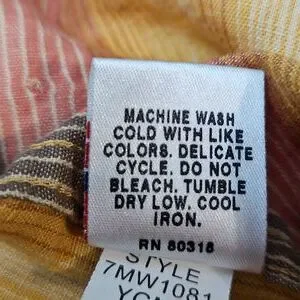 MACHINE WASH
COLD WITH LIKE
COLORS. DELICATE
CYCLE. DO NOT
BLEACH. TUMBLE
DRY LOW. COOL
IRON.
RN 80318
STYLE
7MW1081